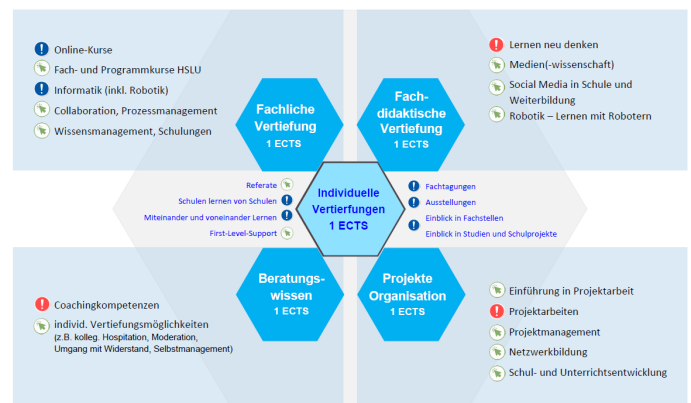 Online-Kurse
Fach- und Programmkurse HSLU
Informatik (inkl. Robotik)
Collaboration, Prozessmanagement
Wissensmanagement, Schulungen
Fachliche
Vertiefung
1 ECTS
Fach-
didaktische
Vertiefung
1 ECTS
Lernen neu denken
Medien(-wissenschaft)
Social Media in Schule und
Weiterbildung
Robotik – Lernen mit Robotern
Referate
Schulen lernen von Schulen
Miteinander und voneinander Lernen
First-Level-Support
Individuelle
Vertierfungen
1 ECTS
Fachtagungen
Ausstellungen
Einblick in Fachstellen
Einblick in Studien und Schulprojekte
Coachingkompetenzen
individ. Vertiefungsmöglichkeiten
(z.B. kolleg. Hospitation, Moderation,
Umgang mit Widerstand, Selbstmanagement)
Beratungs-
wissen
1 ECTS
Projekte
Organisation
1 ECTS
Einführung in Projektarbeit
Projektarbeiten
Projektmanagement
Netzwerkbildung
Schul- und Unterrichtsentwicklung